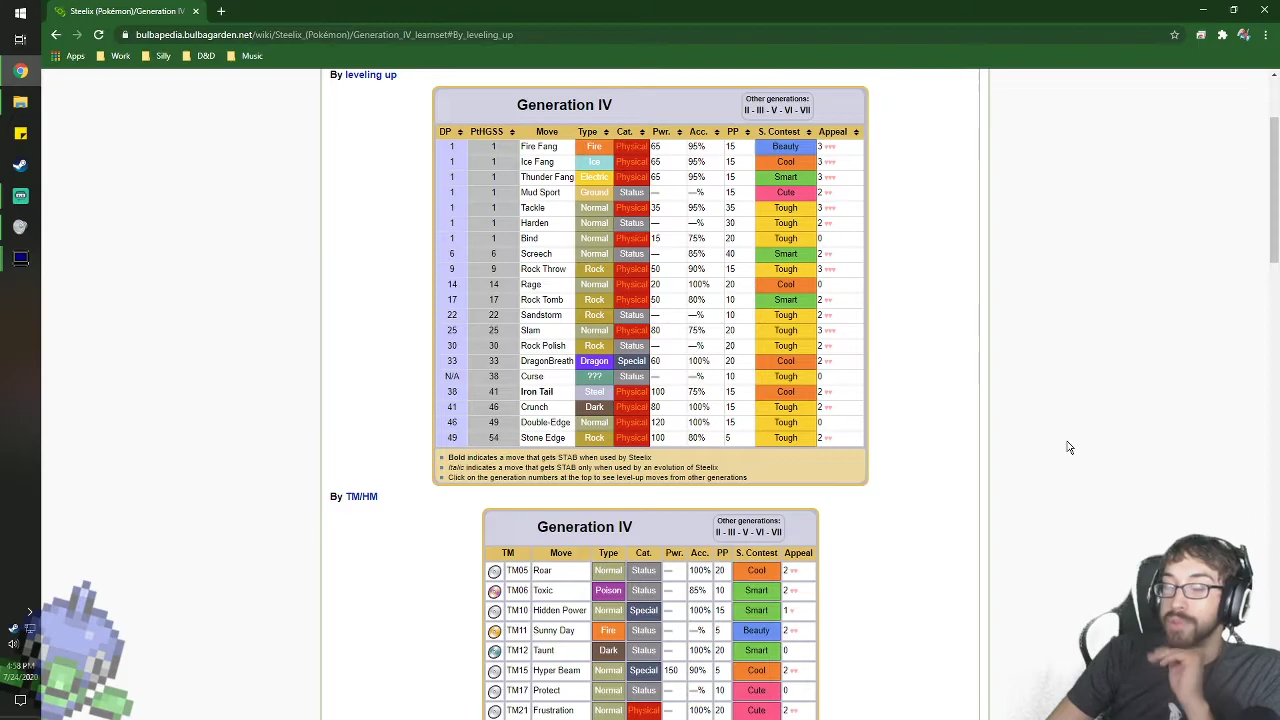 Steelix (Pokémon)/Generation IV
bulbapedia.bulbagarden.net/wiki/Steelix_(Pokémon)/Generation_IV_learnset#By_leveling_up
Apps Work Silly D&D Music
By leveling up
Generation IV
Other generations:
II - III - V - VI - VII
DP PtHGSS Move Type Cat. Pwr. Acc. PP S. Contest Appeal
1 1 Fire Fang Fire Physical 65 95% 15 Beauty 3
1 1 Ice Fang Ice Physical 65 95% 15 Cool 3
1 1 Thunder Fang Electric Physical 65 95% 15 Smart 3
1 1 Mud Sport Ground Status — —% 15 Cute 2
1 1 Tackle Normal Physical 35 95% 35 Tough 3
1 1 Harden Normal Status — —% 30 Tough 2
1 1 Bind Normal Physical 15 75% 20 Tough 0
6 6 Screech Normal Status — 85% 40 Smart 2
9 9 Rock Throw Rock Physical 50 90% 15 Tough 3
14 14 Rage Normal Physical 20 100% 20 Cool 0
17 17 Rock Tomb Rock Physical 50 80% 10 Smart 2
22 22 Sandstorm Rock Status — —% 10 Tough 2
25 25 Slam Normal Physical 80 75% 20 Tough 3
30 30 Rock Polish Rock Status — —% 20 Tough 2
33 33 DragonBreath Dragon Special 60 100% 20 Cool 2
N/A 38 Curse ??? Status — —% 10 Tough 0
38 41 Iron Tail Steel Physical 100 75% 15 Cool 2
41 46 Crunch Dark Physical 80 100% 15 Tough 2
46 49 Double-Edge Normal Physical 120 100% 15 Tough 0
49 54 Stone Edge Rock Physical 100 80% 5 Tough 2
Bold indicates a move that gets STAB when used by Steelix
Italic indicates a move that gets STAB only when used by an evolution of Steelix
Click on the generation numbers at the top to see level-up moves from other generations
By TM/HM
Generation IV
Other generations:
II - III - V - VI - VII
TM Move Type Cat. Pwr. Acc. PP S. Contest Appeal
TM05 Roar Normal Status — 100% 20 Cool 2
TM06 Toxic Poison Status — 85% 10 Smart 2
TM10 Hidden Power Normal Special — 100% 15 Smart 1
TM11 Sunny Day Fire Status — —% 5 Beauty 2
TM12 Taunt Dark Status — 100% 20 Smart 0
TM15 Hyper Beam Normal Special 150 90% 5 Cool 2
TM17 Protect Normal Status — —% 10 Cute 0
TM21 Frustration Normal Physical — 100% 20 Cute 2
4:58 PM
7/24/2020